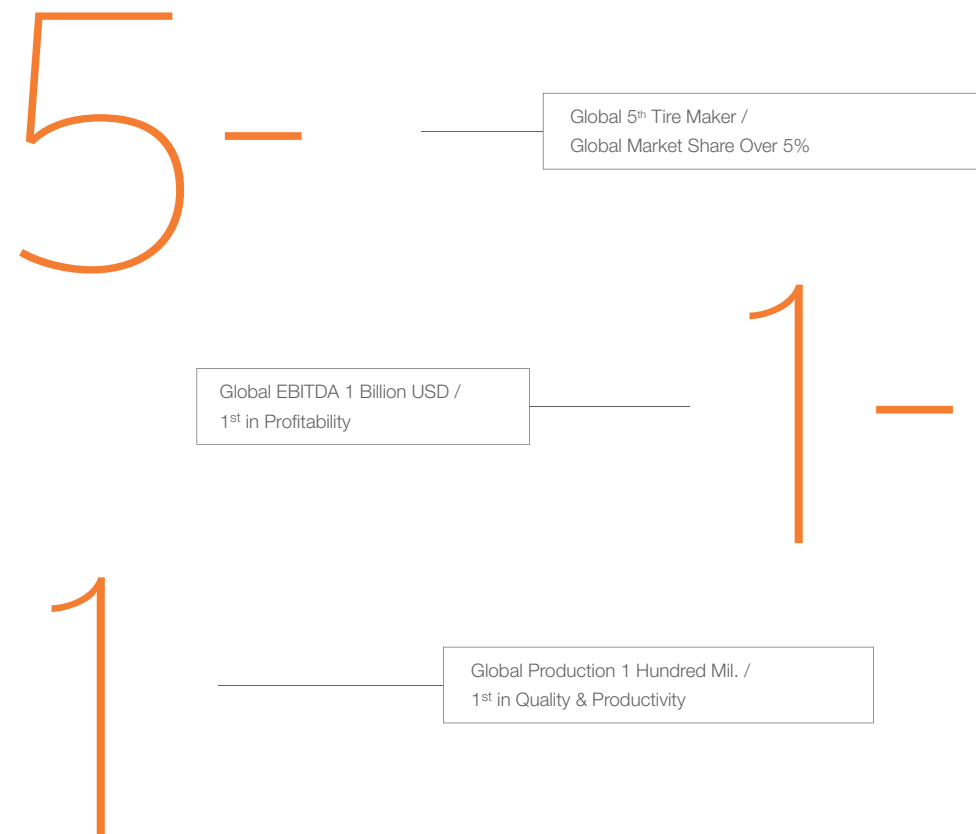 5-
Global 5th Tire Maker /
Global Market Share Over 5%
1-
Global EBITDA 1 Billion USD /
1st in Profitability
1
Global Production 1 Hundred Mil. /
1st in Quality & Productivity